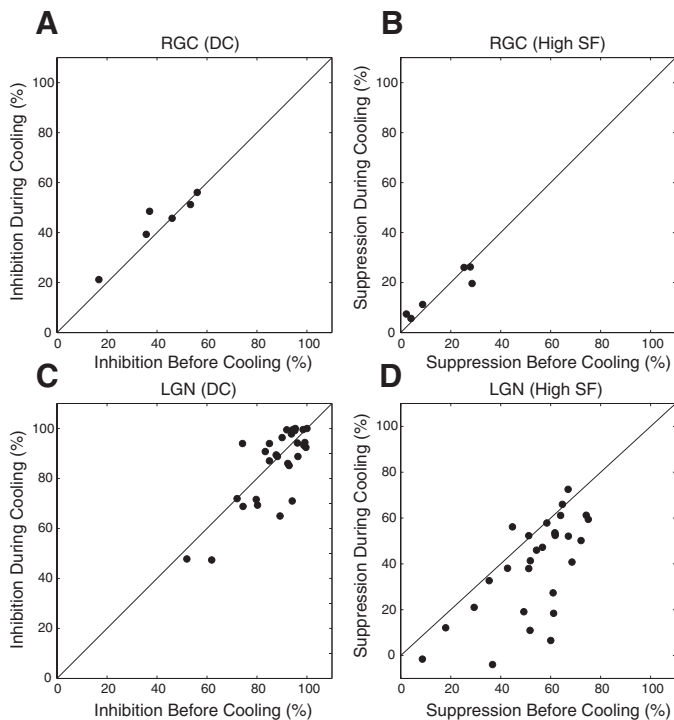 A
B
RGC (DC)
RGC (High SF)
Inhibition During Cooling (%)
100
80
60
40
20
0
0 20 40 60 80 100
Inhibition Before Cooling (%)
Suppression During Cooling (%)
100
80
60
40
20
0
0 20 40 60 80 100
Suppression Before Cooling (%)
C
D
LGN (DC)
LGN (High SF)
Inhibition During Cooling (%)
100
80
60
40
20
0
0 20 40 60 80 100
Inhibition Before Cooling (%)
Suppression During Cooling (%)
100
80
60
40
20
0
0 20 40 60 80 100
Suppression Before Cooling (%)